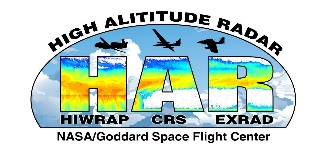 HIGH ALITITUDE RADAR
HAR
HIWRAP CRS EXRAD
NASA/Goddard Space Flight Center